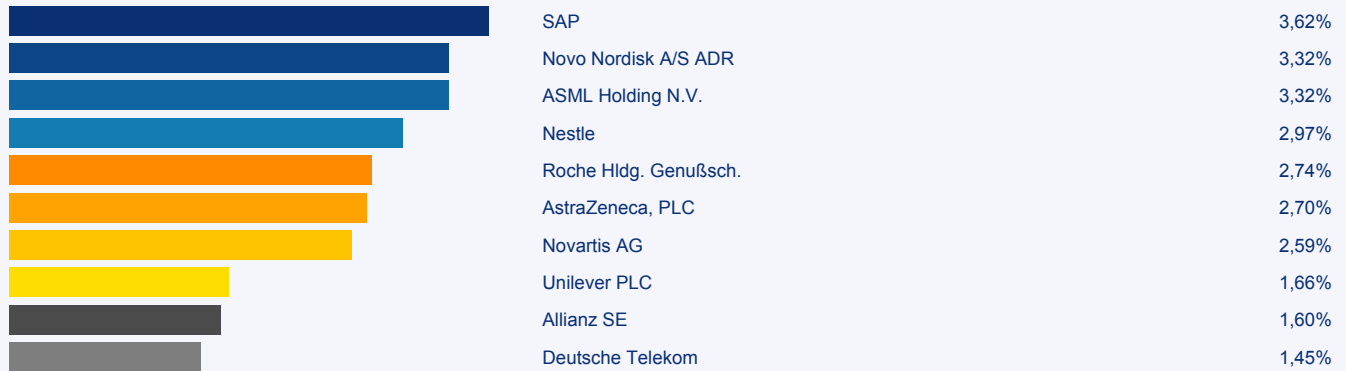 SAP 3,62%
Novo Nordisk A/S ADR 3,32%
ASML Holding N.V. 3,32%
Nestle 2,97%
Roche Hldg. Genußsch. 2,74%
AstraZeneca, PLC 2,70%
Novartis AG 2,59%
Unilever PLC 1,66%
Allianz SE 1,60%
Deutsche Telekom 1,45%